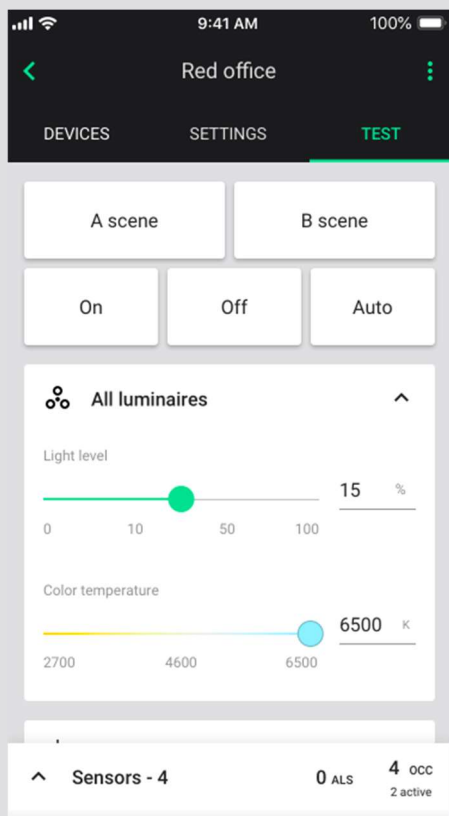 9:41 AM 100%
Red office
DEVICES SETTINGS TEST
A scene B scene
On Off Auto
All luminaires
Light level
15 %
0 10 50 100
Color temperature
6500 K
2700 4600 6500
Sensors - 4 0 ALS 4 OCC
2 active